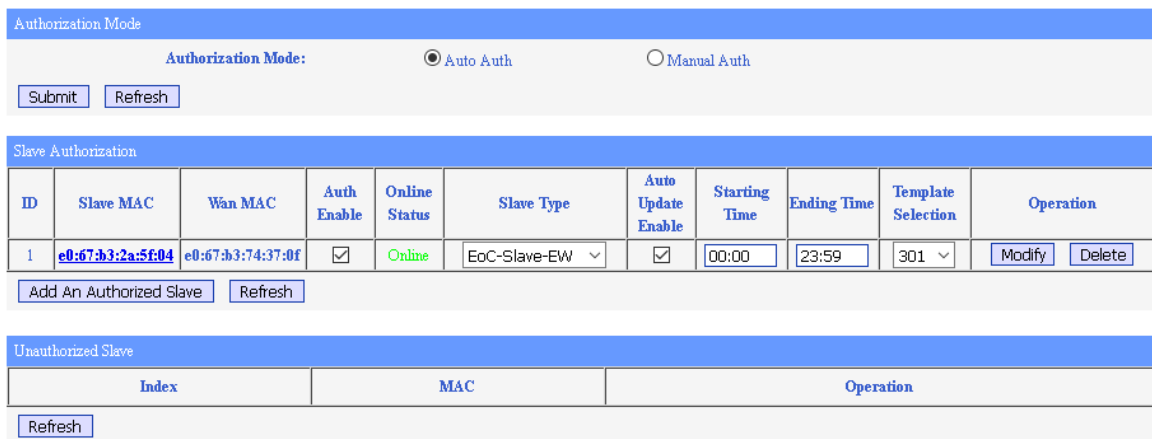 Authorization Mode
Authorization Mode: Auto Auth Manual Auth
Submit Refresh
Slave Authorization
ID Slave MAC Wan MAC Auth Enable Online Status Slave Type Auto Update Enable Starting Time Ending Time Template Selection Operation
1 e0:67:b3:2a:5f:04 e0:67:b3:74:37:0f Online EoC-Slave-EW 00:00 23:59 301 Modify Delete
Add An Authorized Slave Refresh
Unauthorized Slave
Index MAC Operation
Refresh